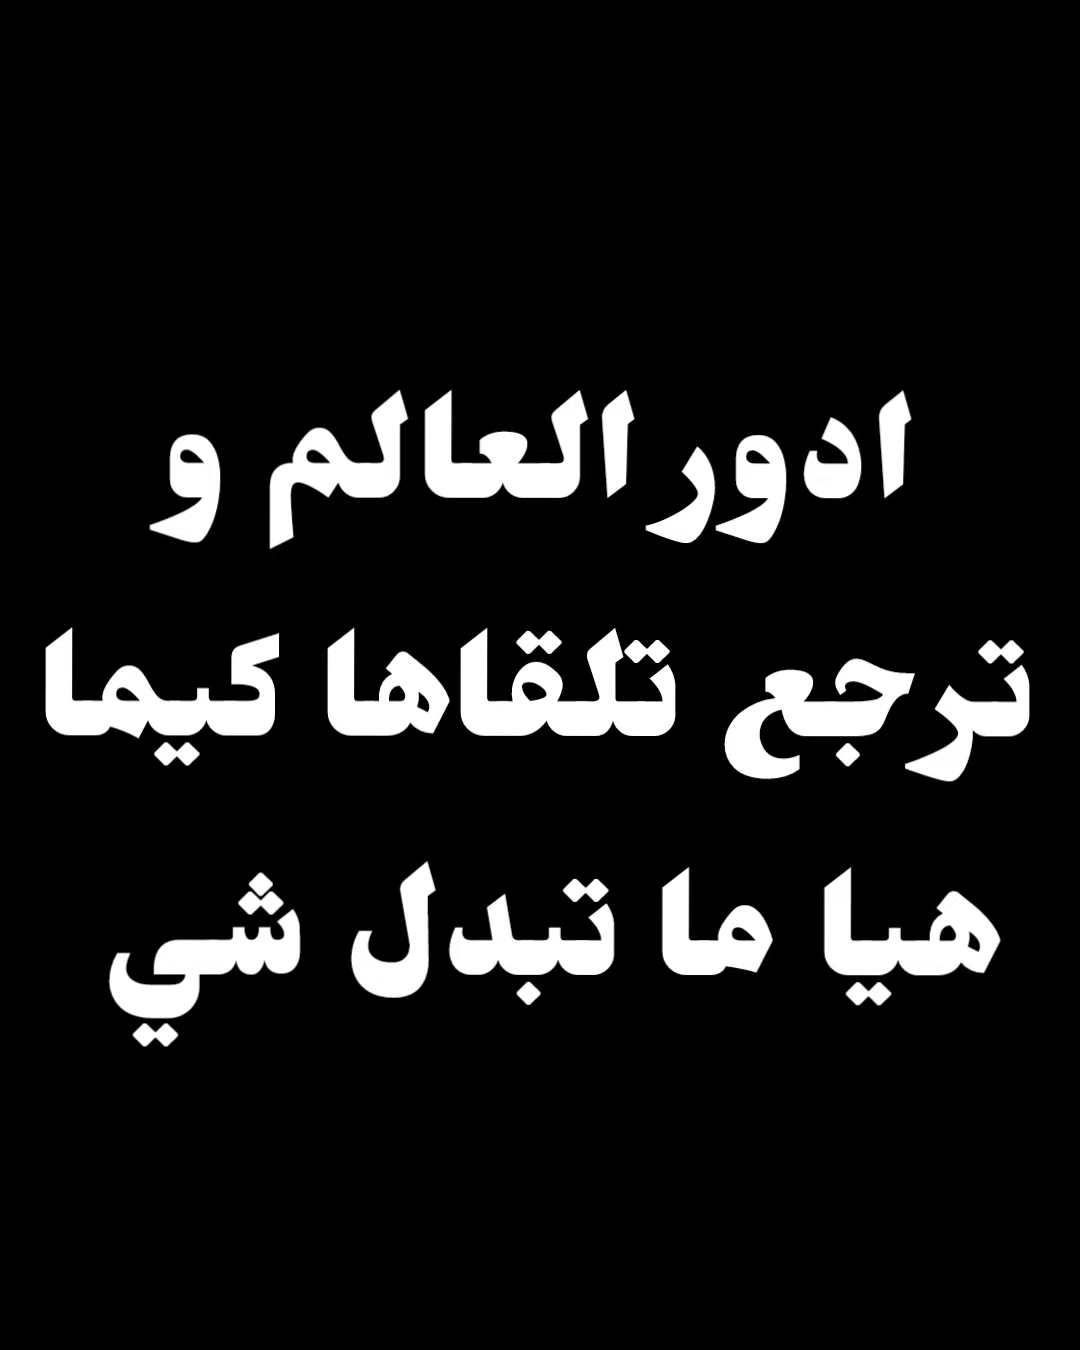 ادور العالم و
ترجع تلقاها كيما
هيا ما تبدل شي